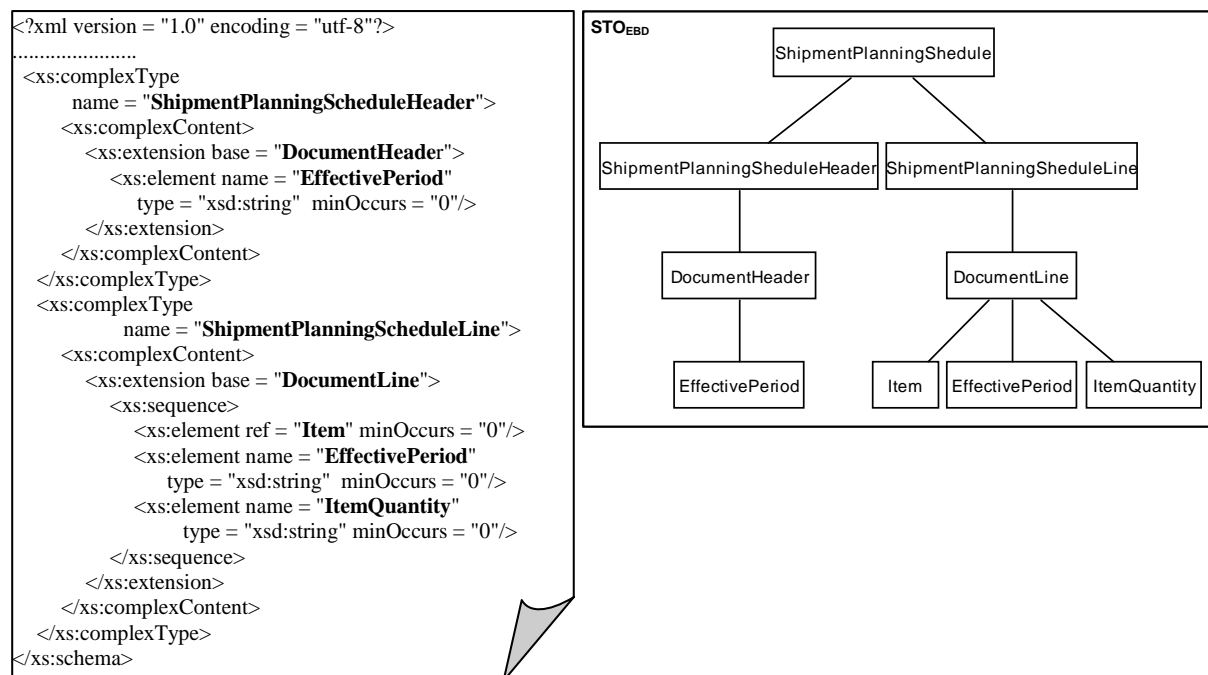 <?xml version = "1.0" encoding = "utf-8"?>
.......................
<xs:complexType
name = "ShipmentPlanningScheduleHeader">
<xs:complexContent>
<xs:extension base = "DocumentHeader">
<xs:element name = "EffectivePeriod"
type = "xsd:string" minOccurs = "0"/>
</xs:extension>
</xs:complexContent>
</xs:complexType>
<xs:complexType
name = "ShipmentPlanningScheduleLine">
<xs:complexContent>
<xs:extension base = "DocumentLine">
<xs:sequence>
<xs:element ref = "Item" minOccurs = "0"/>
<xs:element name = "EffectivePeriod"
type = "xsd:string" minOccurs = "0"/>
<xs:element name = "ItemQuantity"
type = "xsd:string" minOccurs = "0"/>
</xs:sequence>
</xs:extension>
</xs:complexContent>
</xs:complexType>
</xs:schema>
STOEBD
ShipmentPlanningShedule
ShipmentPlanningSheduleHeader ShipmentPlanningSheduleLine
DocumentHeader DocumentLine
EffectivePeriod Item EffectivePeriod ItemQuantity